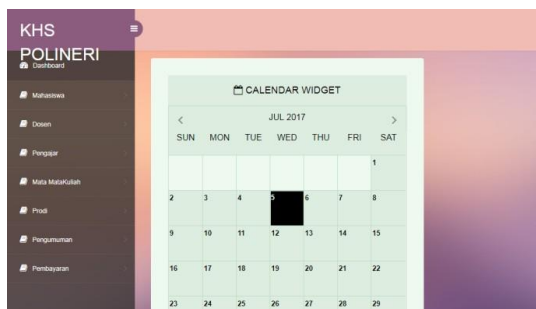 KHS
POLINERI
Dashboard
Mahasiswa
Dosen
Pengajar
Mata MataKuliah
Prodi
Pengumuman
Pembayaran
CALENDAR WIDGET
JUL 2017
SUN MON TUE WED THU FRI SAT
1
2 3 4 5 6 7 8
9 10 11 12 13 14 15
16 17 18 19 20 21 22
23 24 25 26 27 28 29